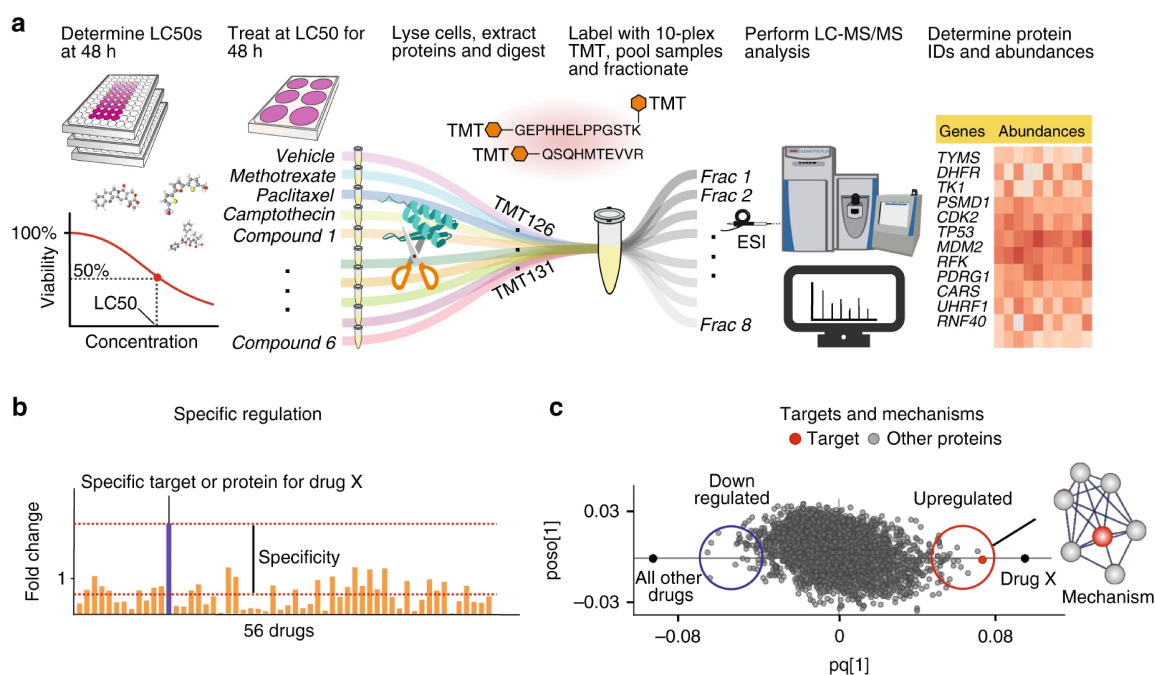 a
Determine LC50s
at 48 h
Treat at LC50 for
48 h
Lyse cells, extract
proteins and digest
Label with 10-plex
TMT, pool samples
and fractionate
Perform LC-MS/MS
analysis
Determine protein
IDs and abundances
100%
50%
LC50
Viability
Concentration
Vehicle
Methotrexate
Paclitaxel
Camptothecin
Compound 1
Compound 6
TMT
TMT GEPHHELPPGSTK
TMT QSQHMTEVVR
TMT126
TMT131
Frac 1
Frac 2
Frac 8
ESI
Genes Abundances
TYMS
DHFR
TK1
PSMD1
CDK2
TP53
MDM2
RFK
PDRG1
CARS
UHRF1
RNF40
b
Specific regulation
Specific target or protein for drug X
Specificity
Fold change
1
56 drugs
c
Targets and mechanisms
Target Other proteins
Down
regulated
Upregulated
0.03
−0.03
poso[1]
All other
drugs
Drug X
Mechanism
−0.08
0
0.08
pq[1]